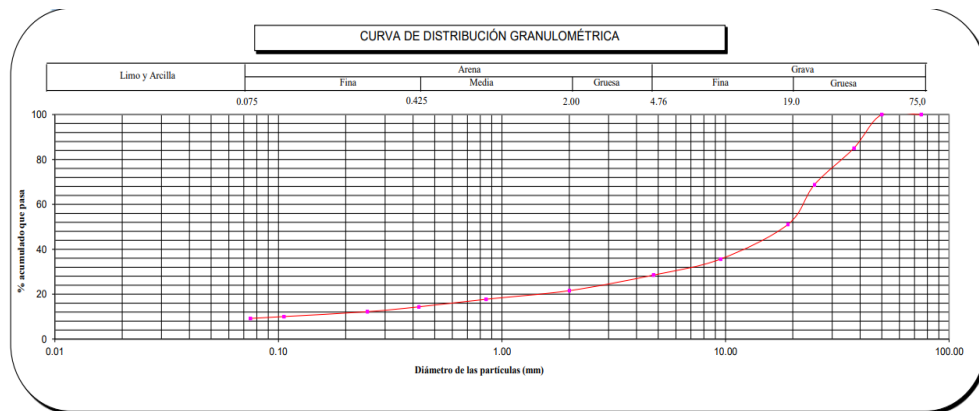 CURVA DE DISTRIBUCIÓN GRANULOMÉTRICA
Limo y Arcilla Arena Grava
Fina Media Gruesa Fina Gruesa
0.075 0.425 2.00 4.76 19.0 75,0
% acumulado que pasa
100
80
60
40
20
0
0.01 0.10 1.00 10.00 100.00
Diámetro de las partículas (mm)